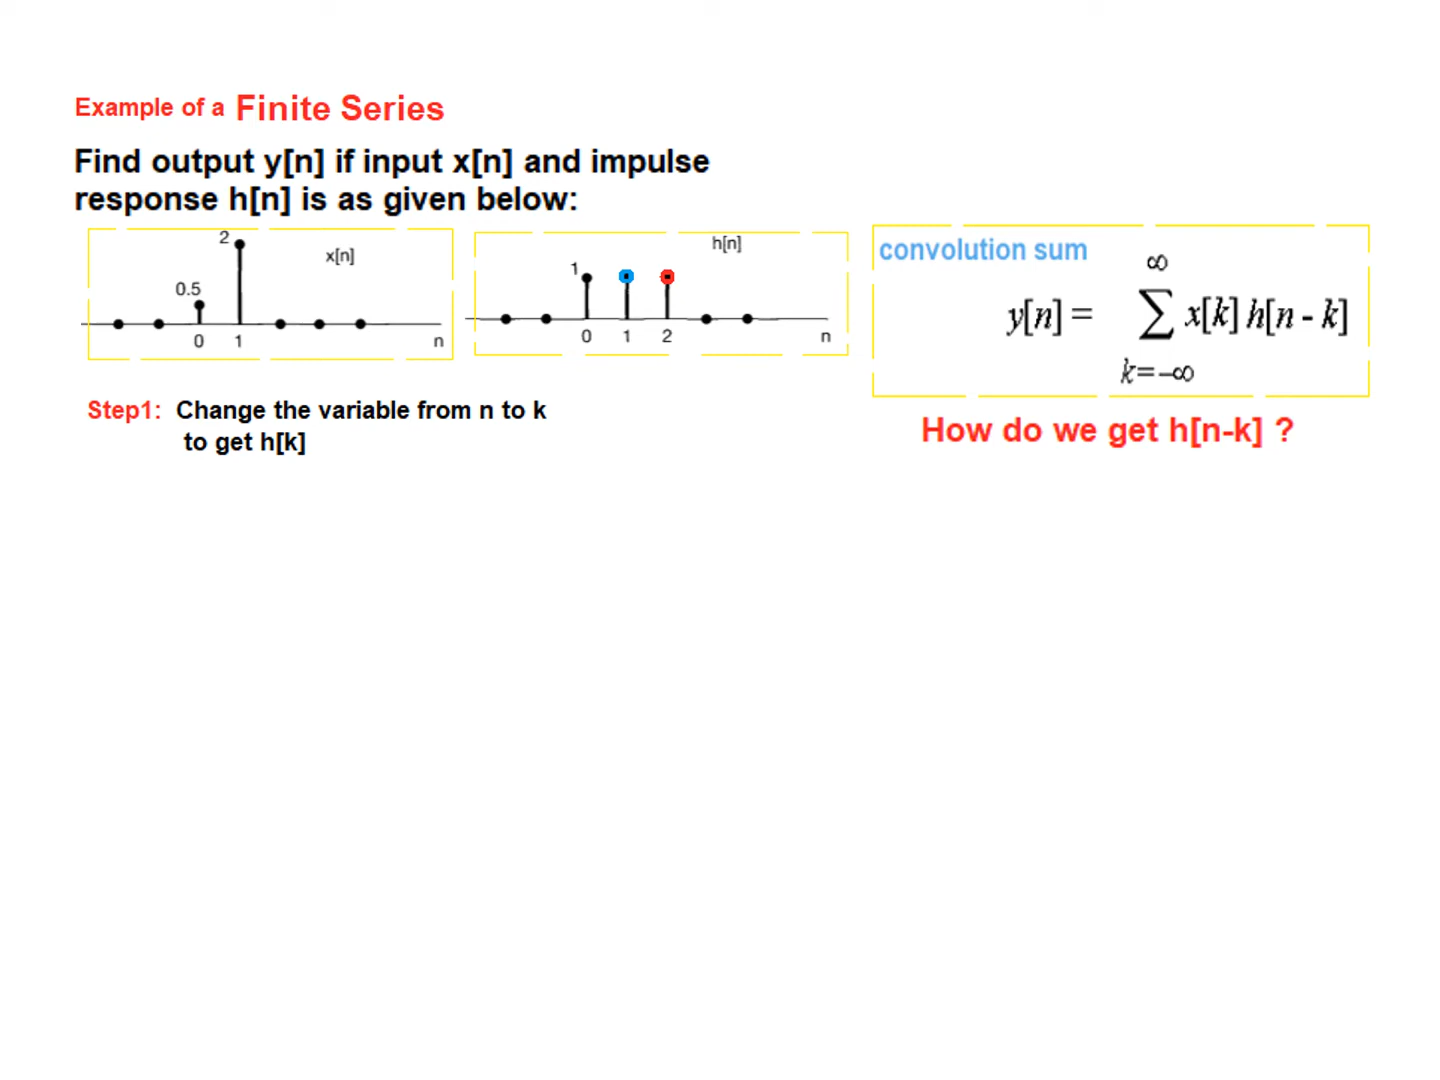 Example of a Finite Series
Find output y[n] if input x[n] and impulse
response h[n] is as given below:
2
x[n]
0.5
0 1 n
h[n]
1
0 1 2 n
convolution sum
∞
y[n] = ∑ x[k] h[n - k]
k=-∞
Step1: Change the variable from n to k
to get h[k]
How do we get h[n-k] ?